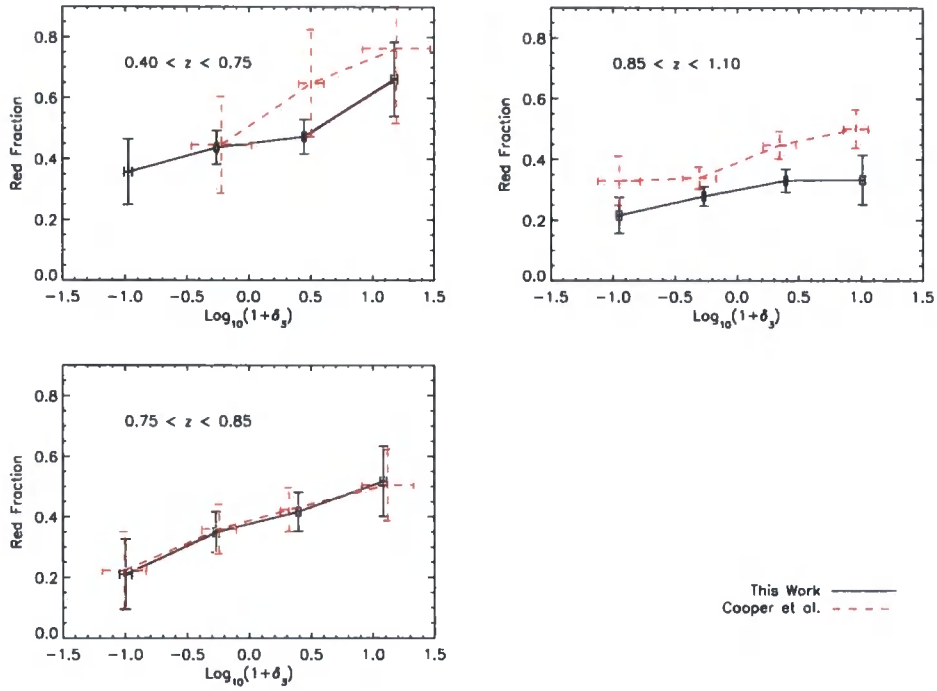 0.8
0.6
0.4
0.2
0.0
Red Fraction
0.40 < z < 0.75
-1.5 -1.0 -0.5 0.0 0.5 1.0 1.5
Log₁₀(1+δ₃)
0.8
0.6
0.4
0.2
0.0
Red Fraction
0.85 < z < 1.10
-1.5 -1.0 -0.5 0.0 0.5 1.0 1.5
Log₁₀(1+δ₃)
0.8
0.6
0.4
0.2
0.0
Red Fraction
0.75 < z < 0.85
-1.5 -1.0 -0.5 0.0 0.5 1.0 1.5
Log₁₀(1+δ₃)
This Work
Cooper et al.